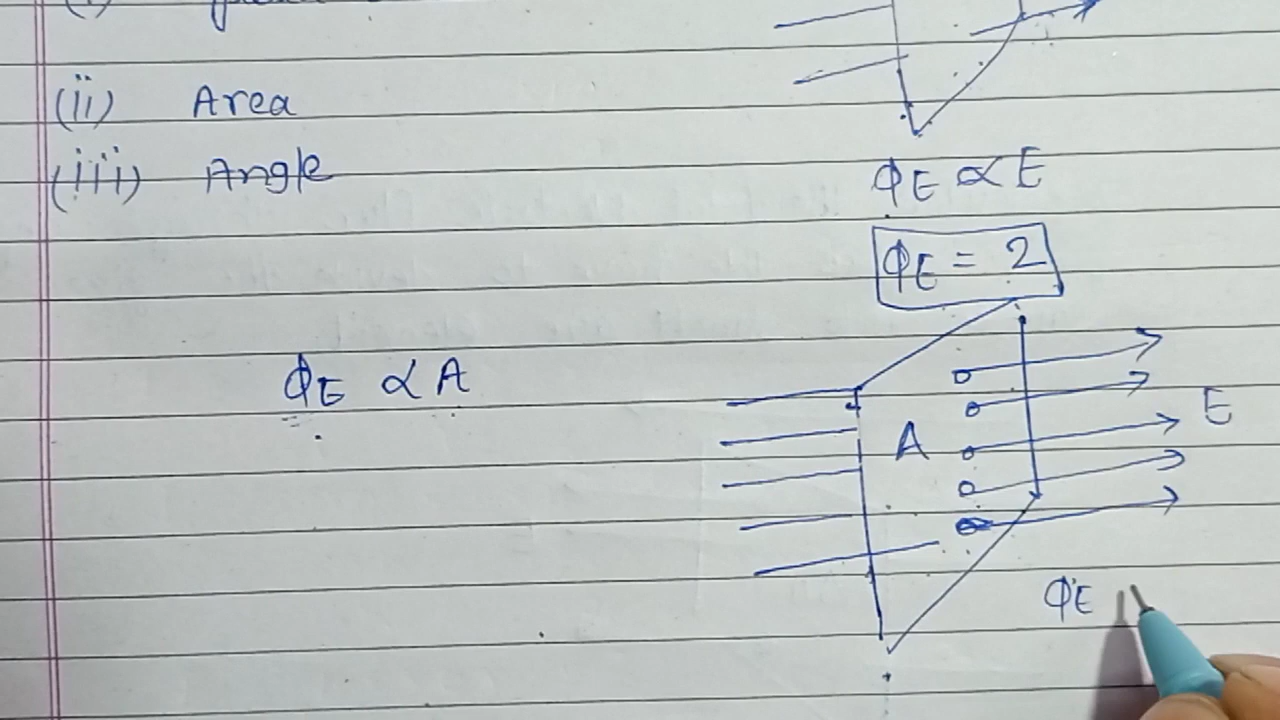 (i)
(ii) Area
(iii) Angle
ΦE ∝ E
ΦE = 2
ΦE ∝ A
A
E
ΦE